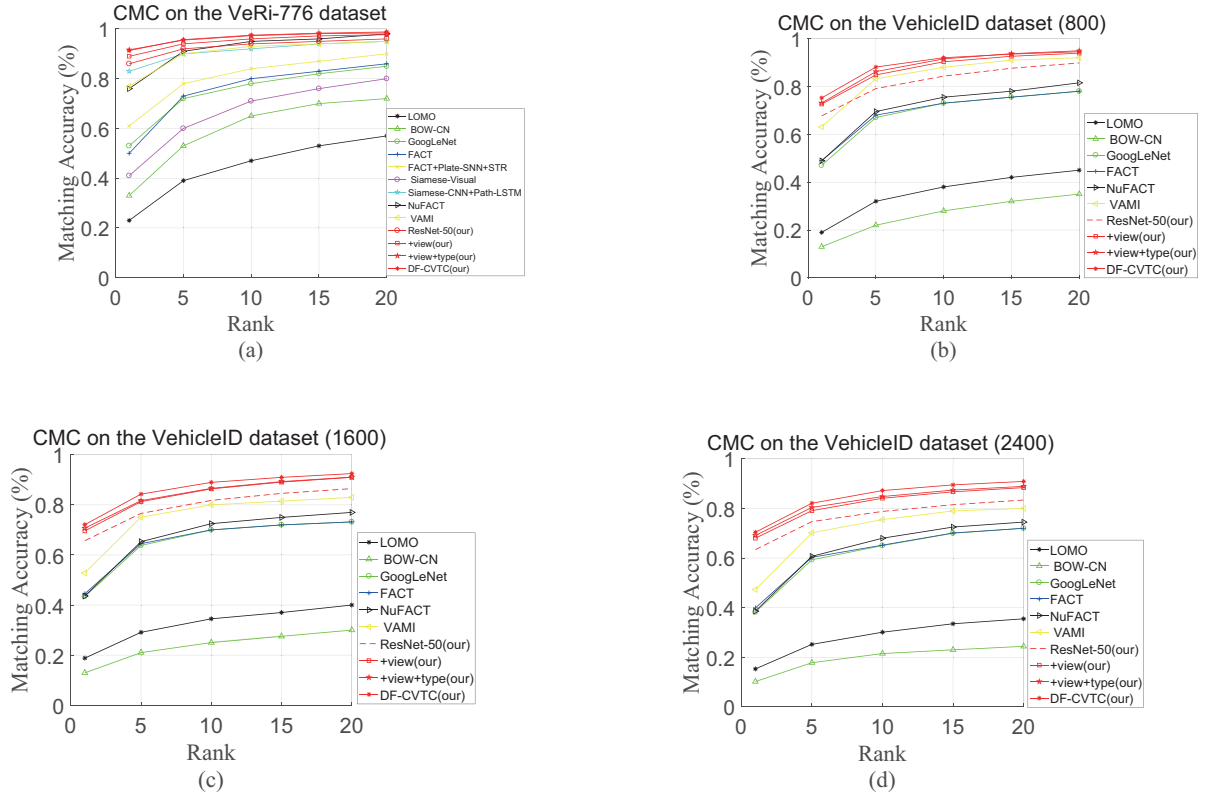 CMC on the VeRi-776 dataset
Matching Accuracy (%)
1
0.8
0.6
0.4
0.2
0
0 5 10 15 20
Rank
(a)
LOMO
BOW-CN
GoogLeNet
FACT
FACT+Plate-SNN+STR
Siamese-Visual
Siamese-CNN+Path-LSTM
NuFACT
VAMI
ResNet-50(our)
+view(our)
+view+type(our)
DF-CVTC(our)
CMC on the VehicleID dataset (800)
Matching Accuracy (%)
1
0.8
0.6
0.4
0.2
0
0 5 10 15 20
Rank
(b)
LOMO
BOW-CN
GoogLeNet
FACT
NuFACT
VAMI
ResNet-50(our)
+view(our)
+view+type(our)
DF-CVTC(our)
CMC on the VehicleID dataset (1600)
Matching Accuracy (%)
1
0.8
0.6
0.4
0.2
0
0 5 10 15 20
Rank
(c)
LOMO
BOW-CN
GoogLeNet
FACT
NuFACT
VAMI
ResNet-50(our)
+view(our)
+view+type(our)
DF-CVTC(our)
CMC on the VehicleID dataset (2400)
Matching Accuracy (%)
1
0.8
0.6
0.4
0.2
0
0 5 10 15 20
Rank
(d)
LOMO
BOW-CN
GoogLeNet
FACT
NuFACT
VAMI
ResNet-50(our)
+view(our)
+view+type(our)
DF-CVTC(our)